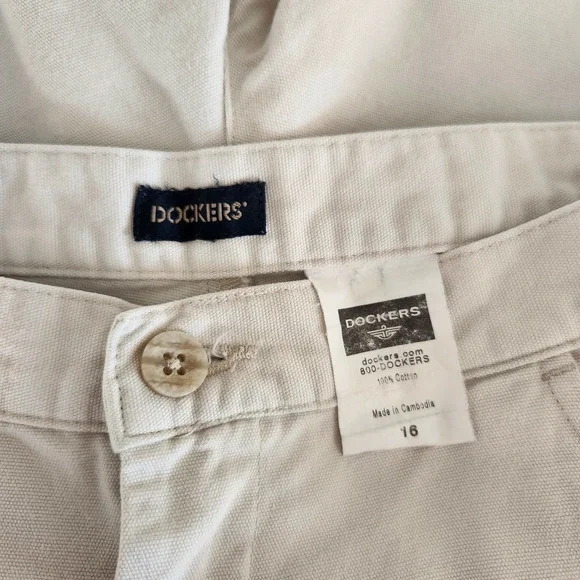 DOCKERS
DOCKERS
dockers.com
800-DOCKERS
100% Cotton
Made in Cambodia
16